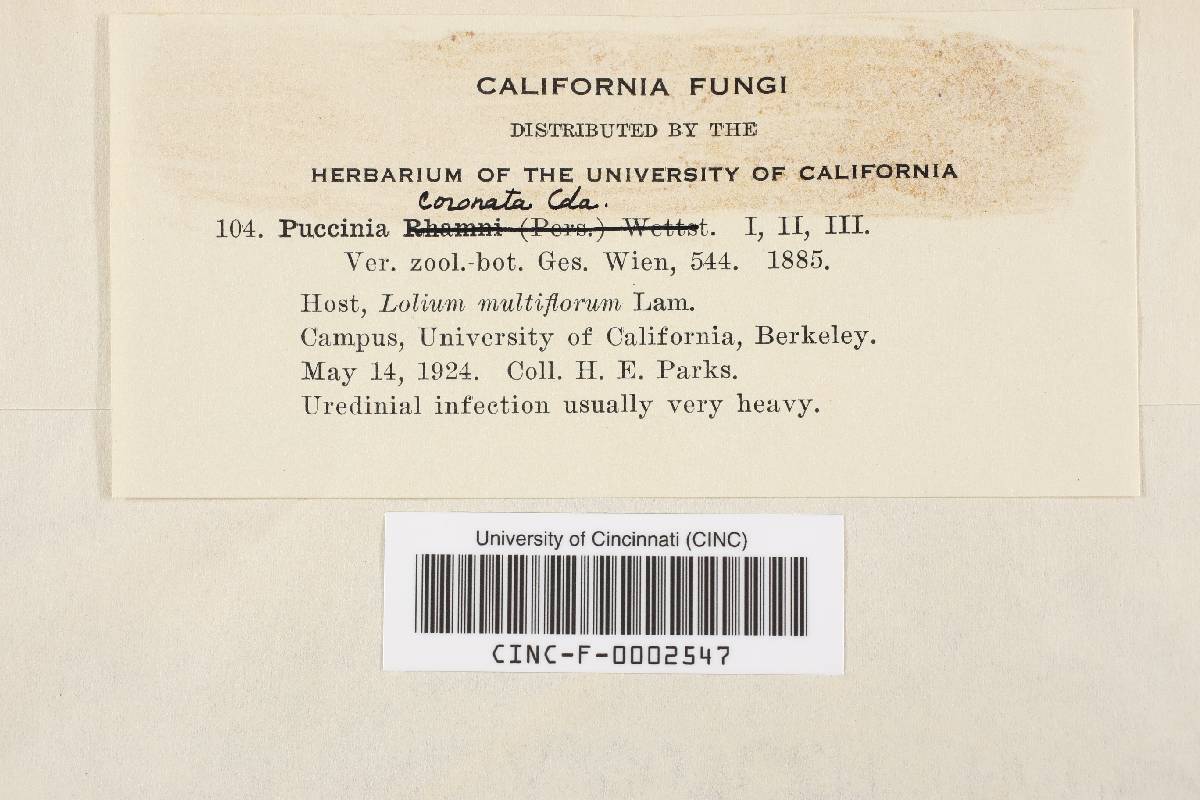 CALIFORNIA FUNGI
DISTRIBUTED BY THE
HERBARIUM OF THE UNIVERSITY OF CALIFORNIA
coronata Cda.
104. Puccinia Rhamni (Pers.) Wettst. I, II, III.
Ver. zool.-bot. Ges. Wien, 544. 1885.
Host, Lolium multiflorum Lam.
Campus, University of California, Berkeley.
May 14, 1924. Coll. H. E. Parks.
Uredinial infection usually very heavy.
University of Cincinnati (CINC)
CINC-F-0002547